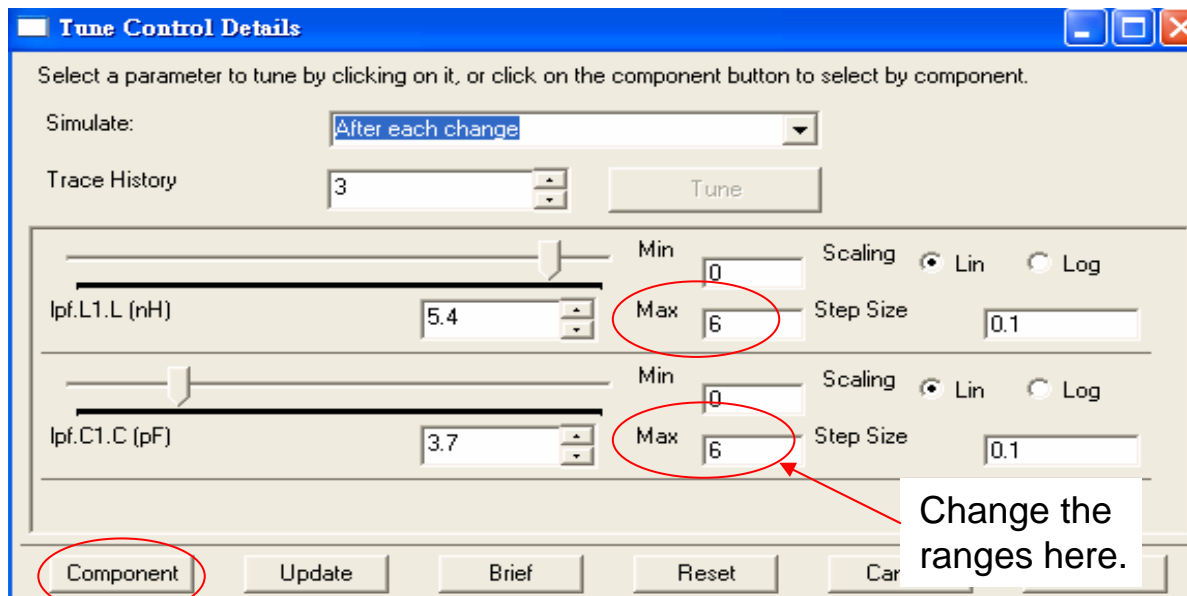 Tune Control Details
Select a parameter to tune by clicking on it, or click on the component button to select by component.
Simulate: After each change
Trace History 3 Tune
Min 0 Scaling Lin Log
lpf.L1.L (nH) 5.4 Max 6 Step Size 0.1
Min 0 Scaling Lin Log
lpf.C1.C (pF) 3.7 Max 6 Step Size 0.1
Change the
ranges here.
Component Update Brief Reset